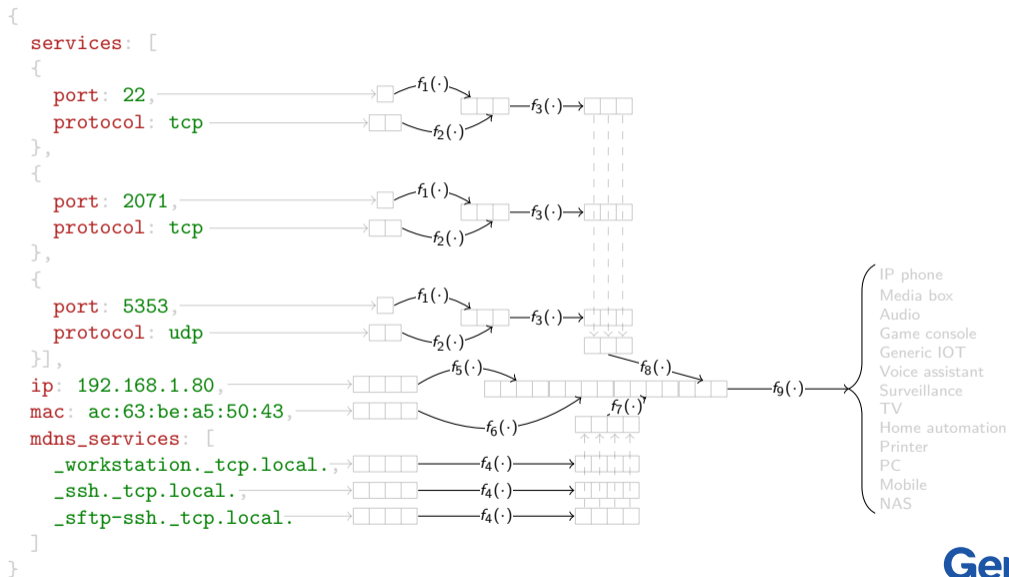 {
services: [
{
port: 22, f1(·)
f3(·)
protocol: tcp f2(·)
},
{
port: 2071, f1(·)
f3(·)
protocol: tcp f2(·)
},
{
port: 5353, f1(·)
f3(·)
protocol: udp f2(·)
}],
f5(·) f8(·)
ip: 192.168.1.80, f9(·)
mac: ac:63:be:a5:50:43, f6(·) f7(·)
mdns_services: [
_workstation._tcp.local., f4(·)
_ssh._tcp.local., f4(·)
_sftp-ssh._tcp.local. f4(·)
]
}
IP phone
Media box
Audio
Game console
Generic IOT
Voice assistant
Surveillance
TV
Home automation
Printer
PC
Mobile
NAS
Ger